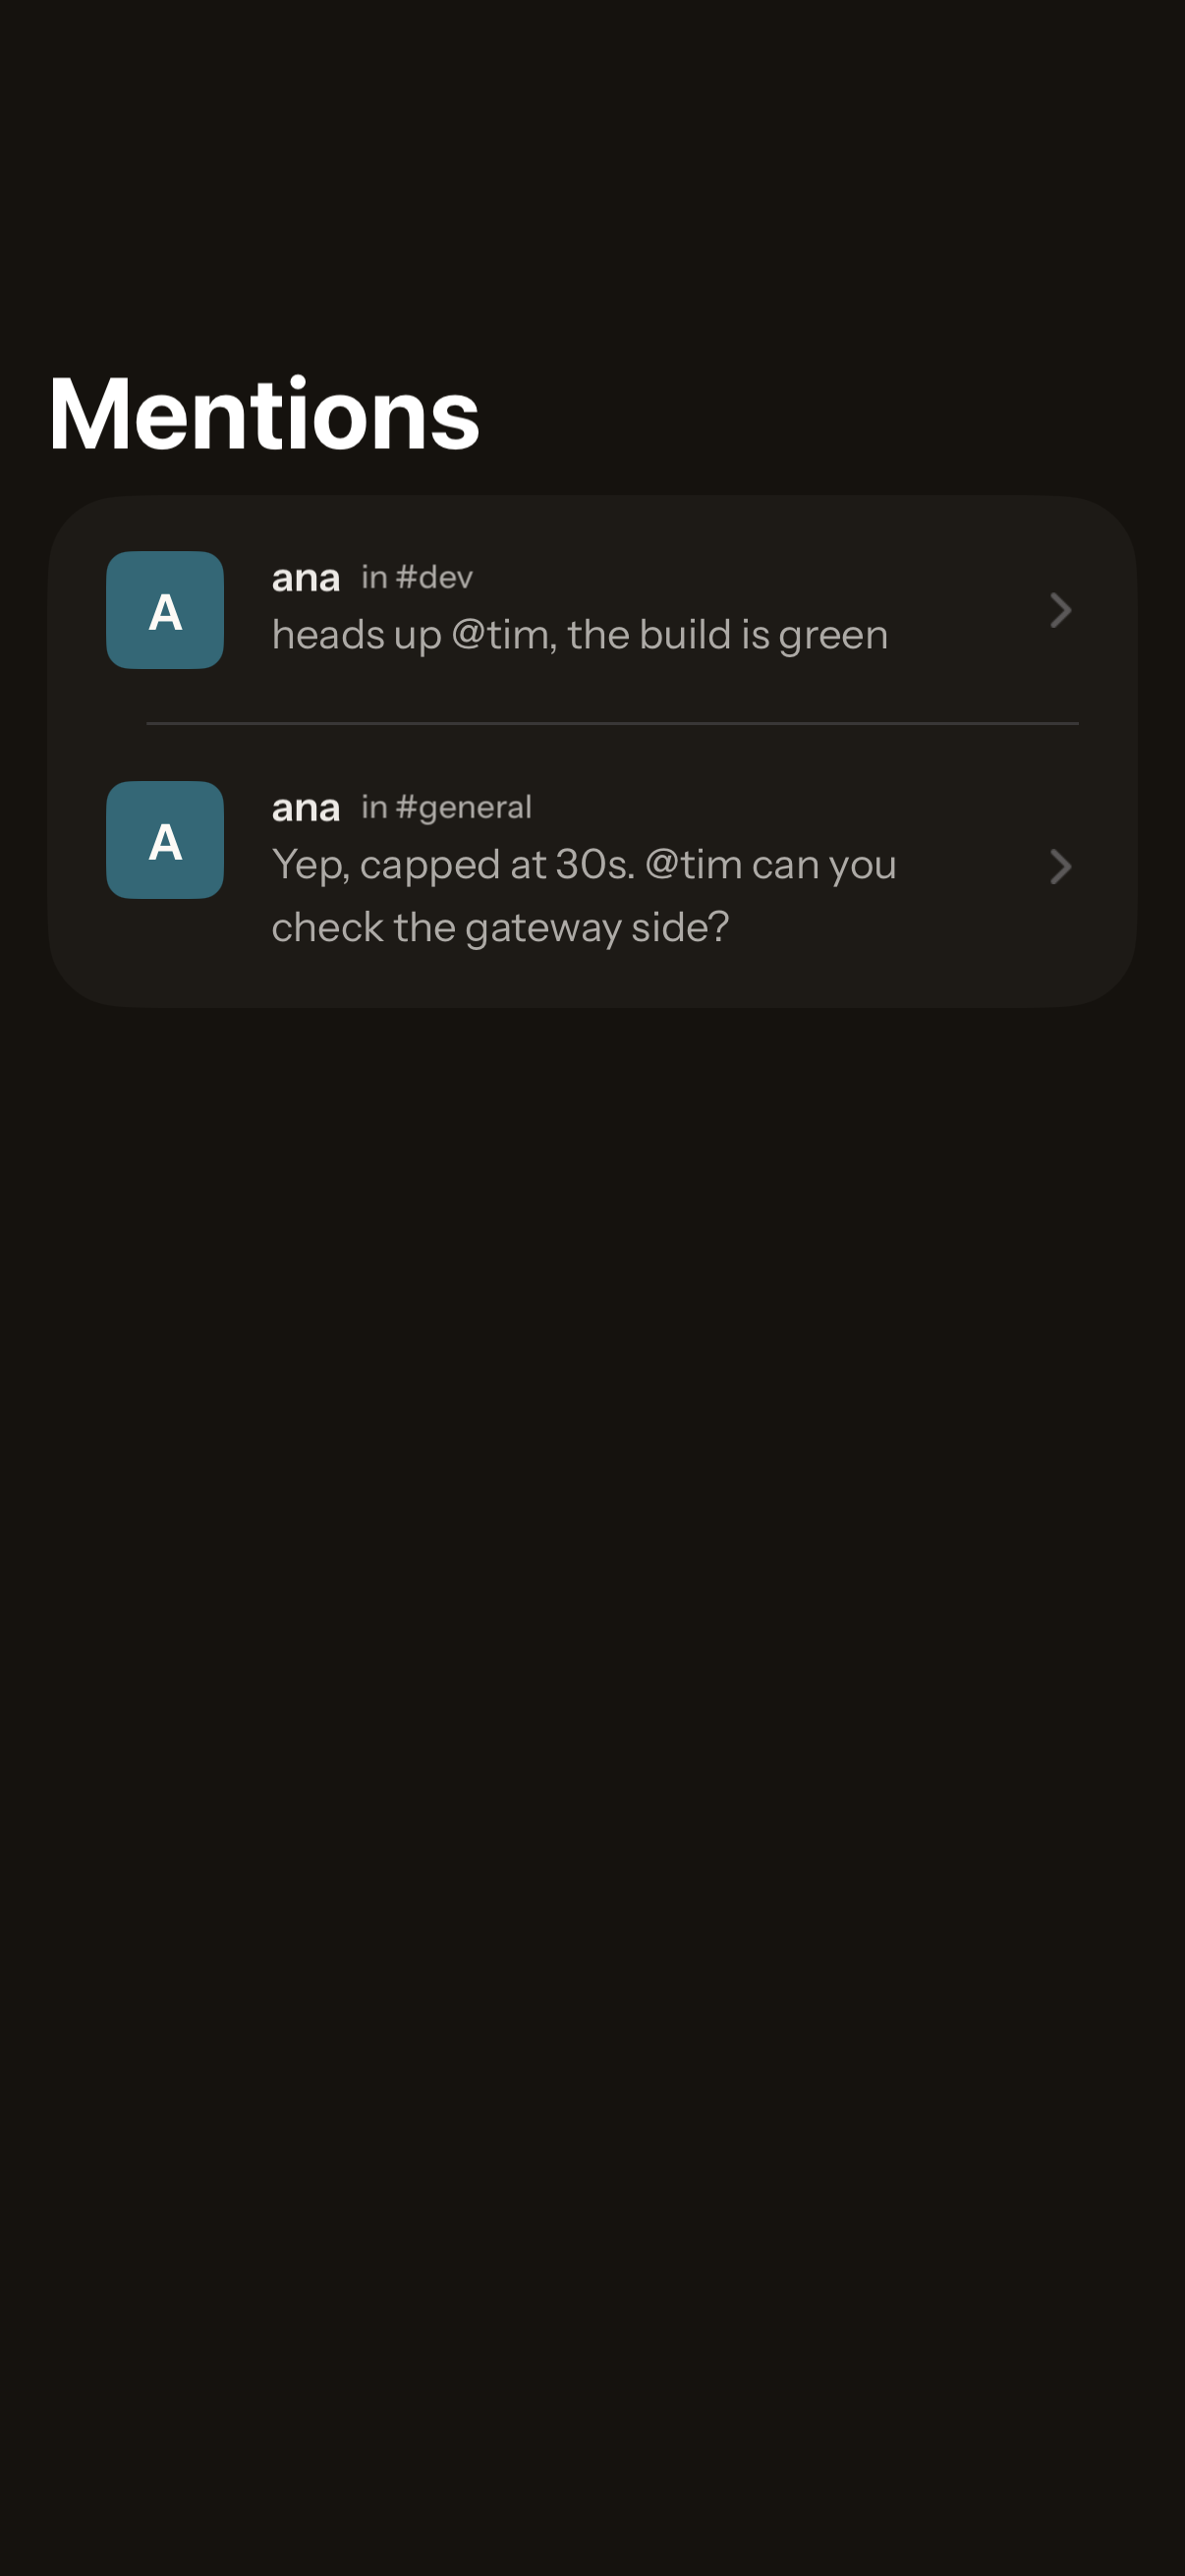 Mentions
A
ana in #dev
heads up @tim, the build is green
A
ana in #general
Yep, capped at 30s. @tim can you
check the gateway side?